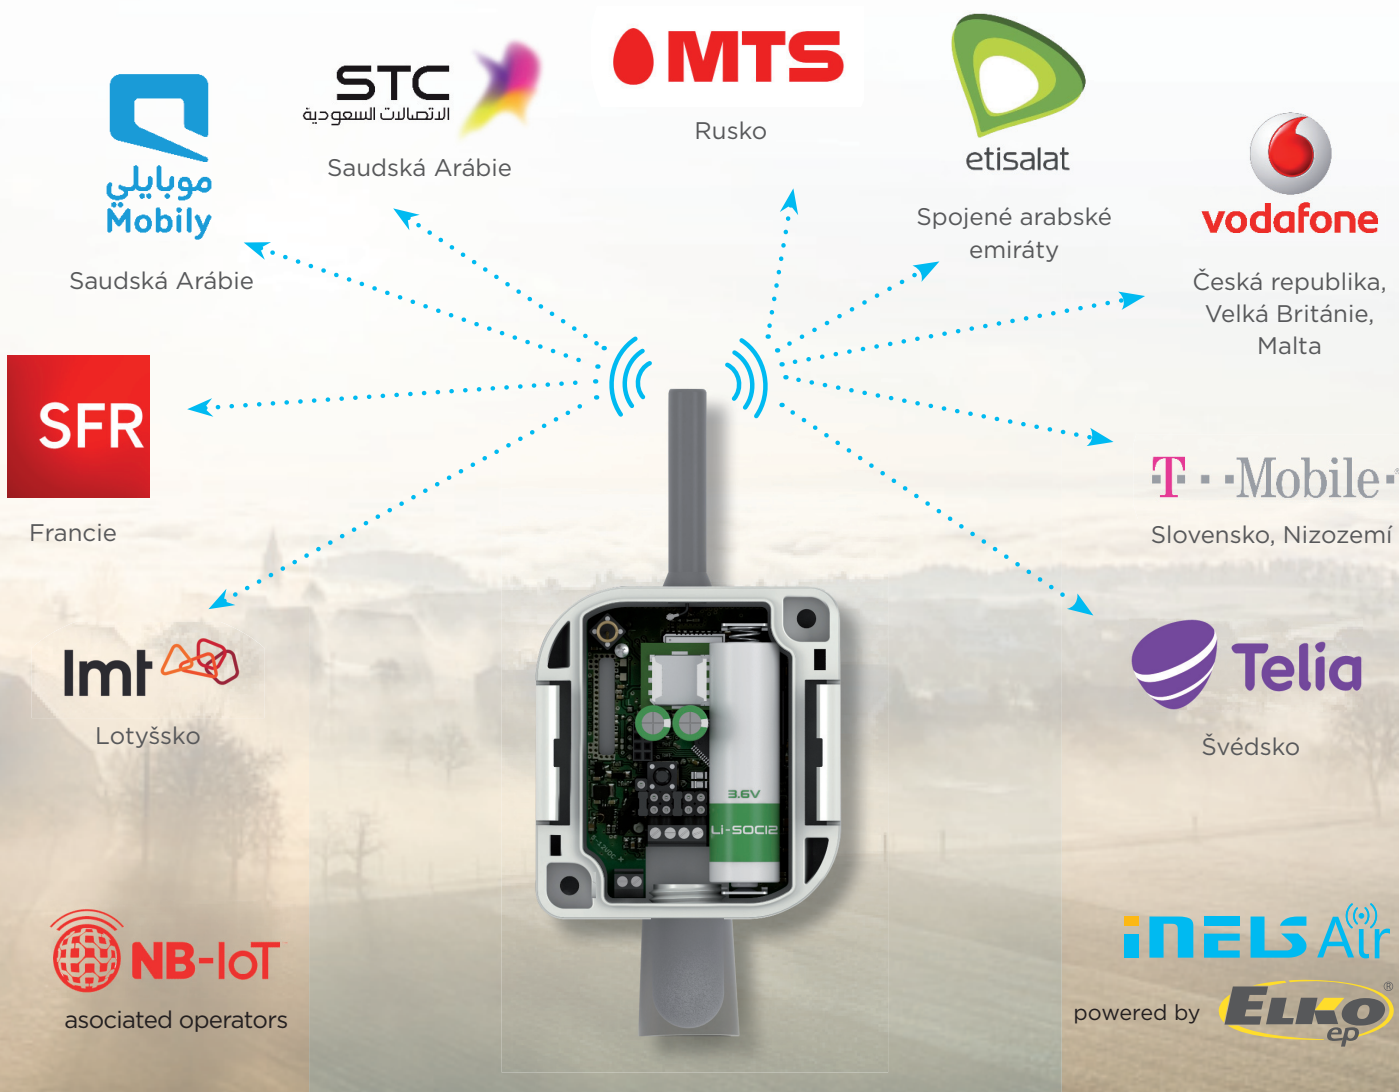 MTS
Rusko
STC
الاتصالات السعودية
Saudská Arábie
etisalat
Spojené arabské
emiráty
موبايلي
Mobily
Saudská Arábie
vodafone
Česká republika,
Velká Británie,
Malta
SFR
Francie
T··Mobile·
Slovensko, Nizozemí
lmt
Lotyšsko
Telia
Švédsko
3.6V
Li-SOCl2
5-12VDC
NB-IoT
asociated operators
iNELS Air
powered by
ELKO
ep
®